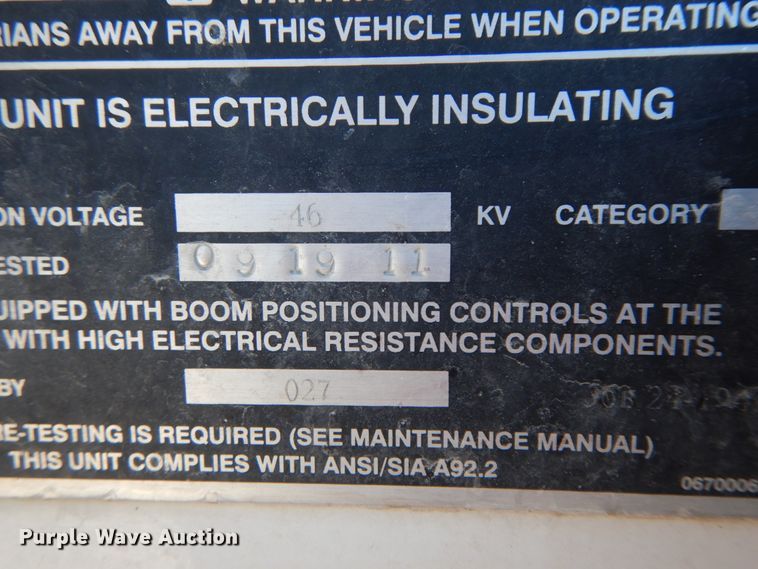 RIANS AWAY FROM THIS VEHICLE WHEN OPERATING
UNIT IS ELECTRICALLY INSULATING
ON VOLTAGE 46 KV CATEGORY
ESTED 09 19 11
UIPPED WITH BOOM POSITIONING CONTROLS AT THE
WITH HIGH ELECTRICAL RESISTANCE COMPONENTS.
BY 027
RE-TESTING IS REQUIRED (SEE MAINTENANCE MANUAL)
THIS UNIT COMPLIES WITH ANSI/SIA A92.2
0670006
Purple Wave Auction